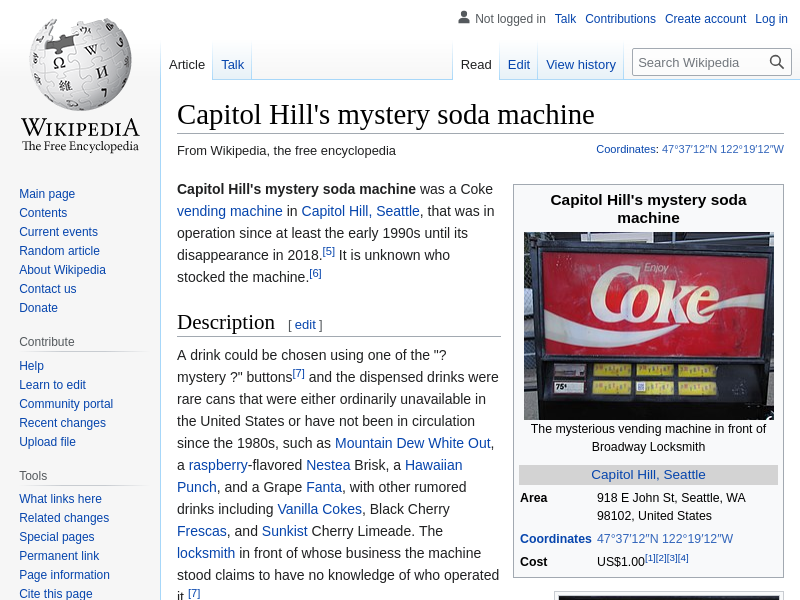 Not logged in Talk Contributions Create account Log in
Article Talk Read Edit View history Search Wikipedia
WIKIPEDIA
The Free Encyclopedia
Main page
Contents
Current events
Random article
About Wikipedia
Contact us
Donate
Contribute
Help
Learn to edit
Community portal
Recent changes
Upload file
Tools
What links here
Related changes
Special pages
Permanent link
Page information
Cite this page
Capitol Hill's mystery soda machine
From Wikipedia, the free encyclopedia
Coordinates: 47°37′12″N 122°19′12″W
Capitol Hill's mystery soda machine was a Coke
vending machine in Capitol Hill, Seattle, that was in
operation since at least the early 1990s until its
disappearance in 2018.[5] It is unknown who
stocked the machine.[6]
Description [ edit ]
A drink could be chosen using one of the "?
mystery ?" buttons[7] and the dispensed drinks were
rare cans that were either ordinarily unavailable in
the United States or have not been in circulation
since the 1980s, such as Mountain Dew White Out,
a raspberry-flavored Nestea Brisk, a Hawaiian
Punch, and a Grape Fanta, with other rumored
drinks including Vanilla Cokes, Black Cherry
Frescas, and Sunkist Cherry Limeade. The
locksmith in front of whose business the machine
stood claims to have no knowledge of who operated
it.[7]
Capitol Hill's mystery soda
machine
Enjoy
Coke
75¢
The mysterious vending machine in front of
Broadway Locksmith
Capitol Hill, Seattle
Area 918 E John St, Seattle, WA
98102, United States
Coordinates 47°37′12″N 122°19′12″W
Cost US$1.00[1][2][3][4]